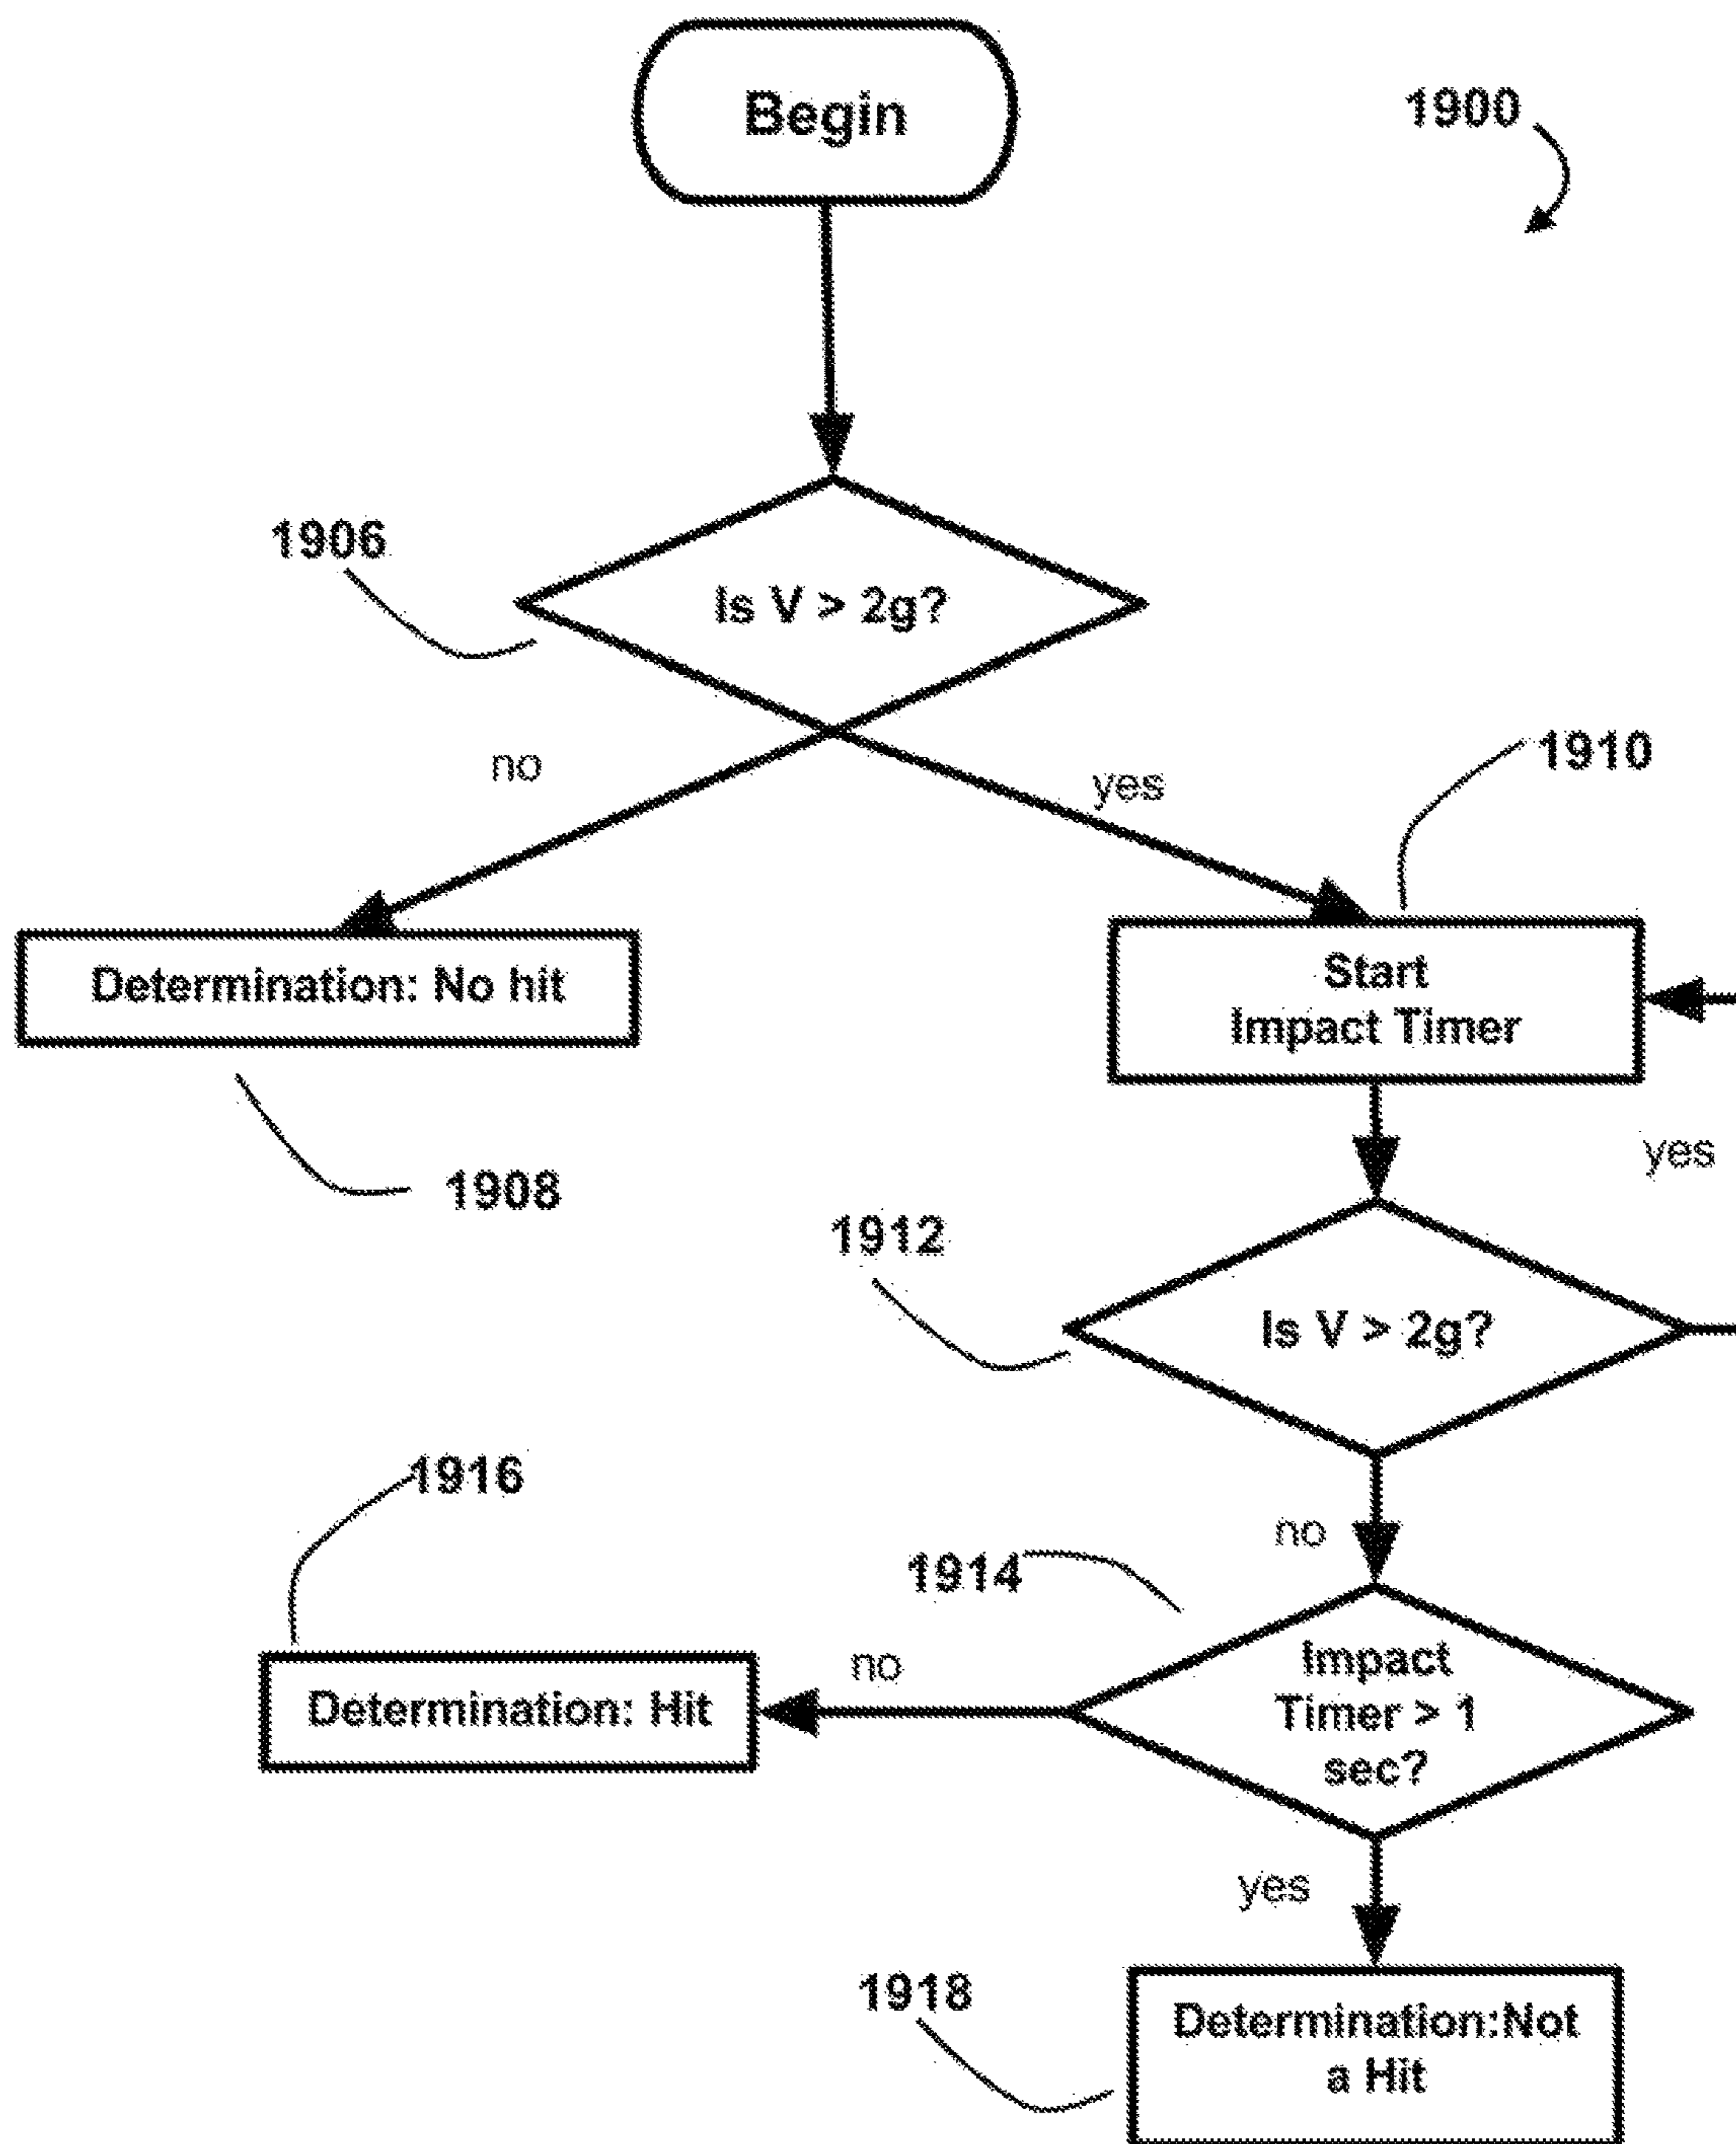 Begin
1900
1906
Is V > 2g?
no
yes
1910
Determination: No hit
Start
Impact Timer
1908
yes
1912
Is V > 2g?
1916
no
1914
Determination: Hit
no
Impact
Timer > 1
sec?
yes
1918
Determination:Not
a Hit